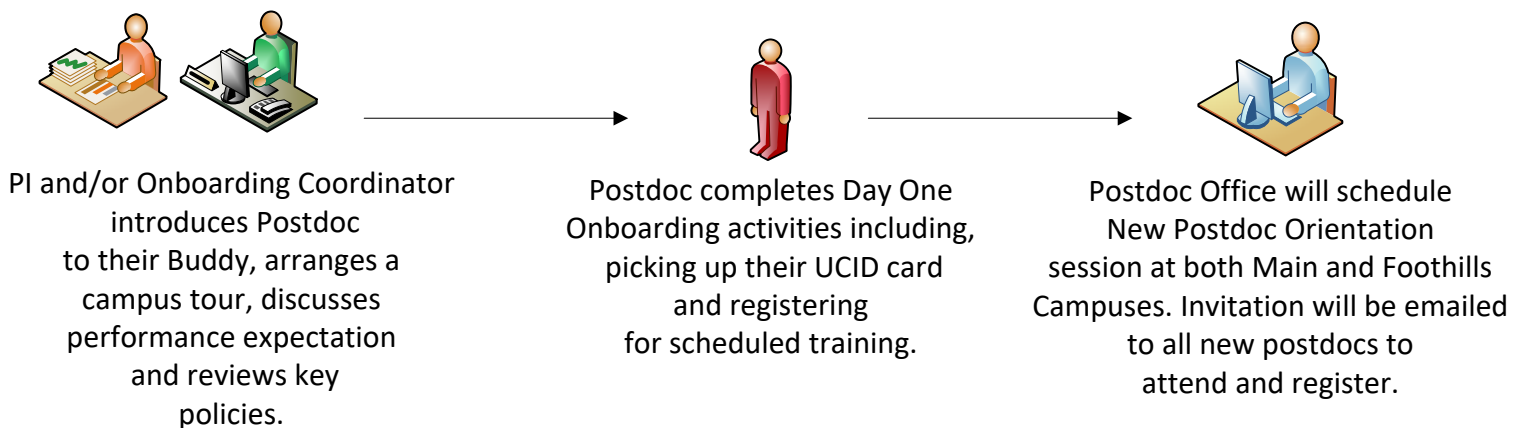 PI and/or Onboarding Coordinator
introduces Postdoc
to their Buddy, arranges a
campus tour, discusses
performance expectation
and reviews key
policies.
Postdoc completes Day One
Onboarding activities including,
picking up their UCID card
and registering
for scheduled training.
Postdoc Office will schedule
New Postdoc Orientation
session at both Main and Foothills
Campuses. Invitation will be emailed
to all new postdocs to
attend and register.